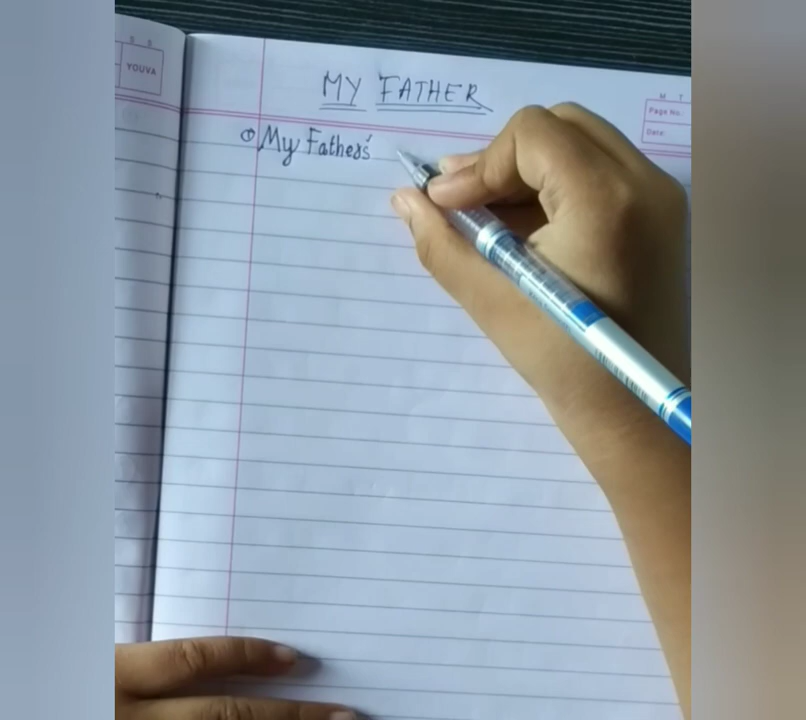 S S
YOUVA
MY FATHER
M T
Page No.
Date:
① My Father's